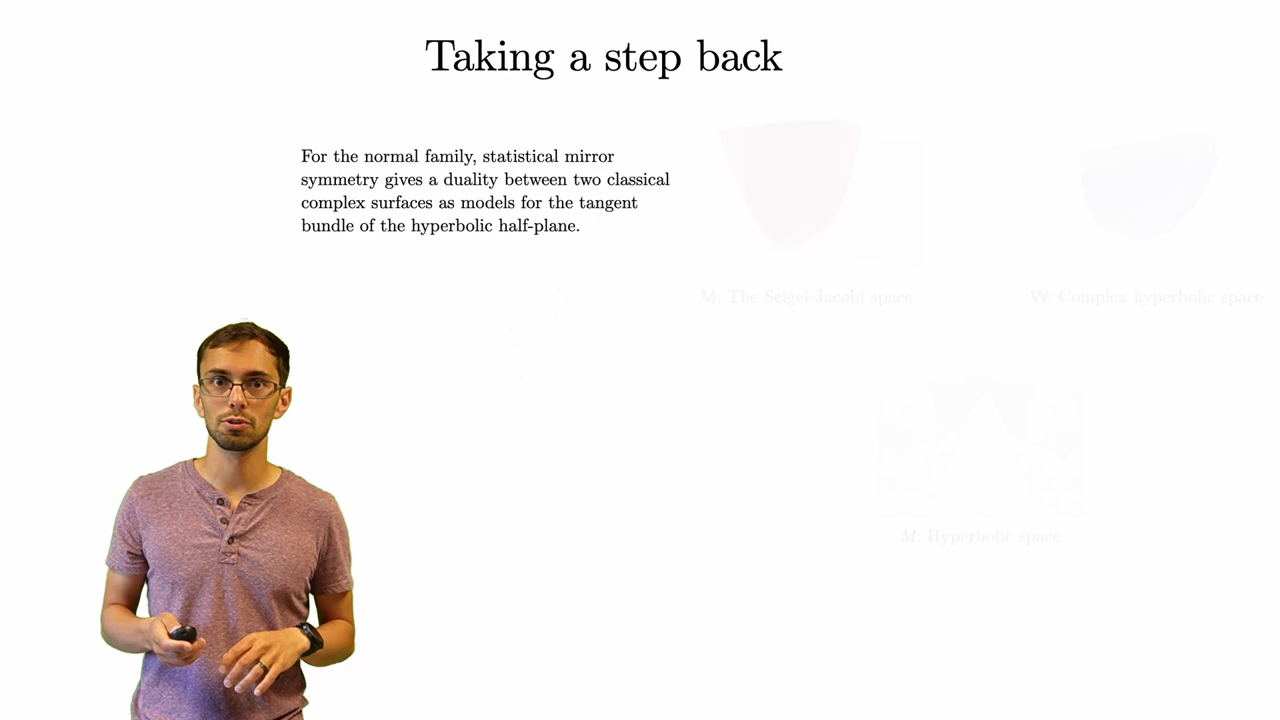 Taking a step back
For the normal family, statistical mirror
symmetry gives a duality between two classical
complex surfaces as models for the tangent
bundle of the hyperbolic half-plane.
M: The Seigel-Jacobi space
W: Complex hyperbolic space
M: Hyperbolic space